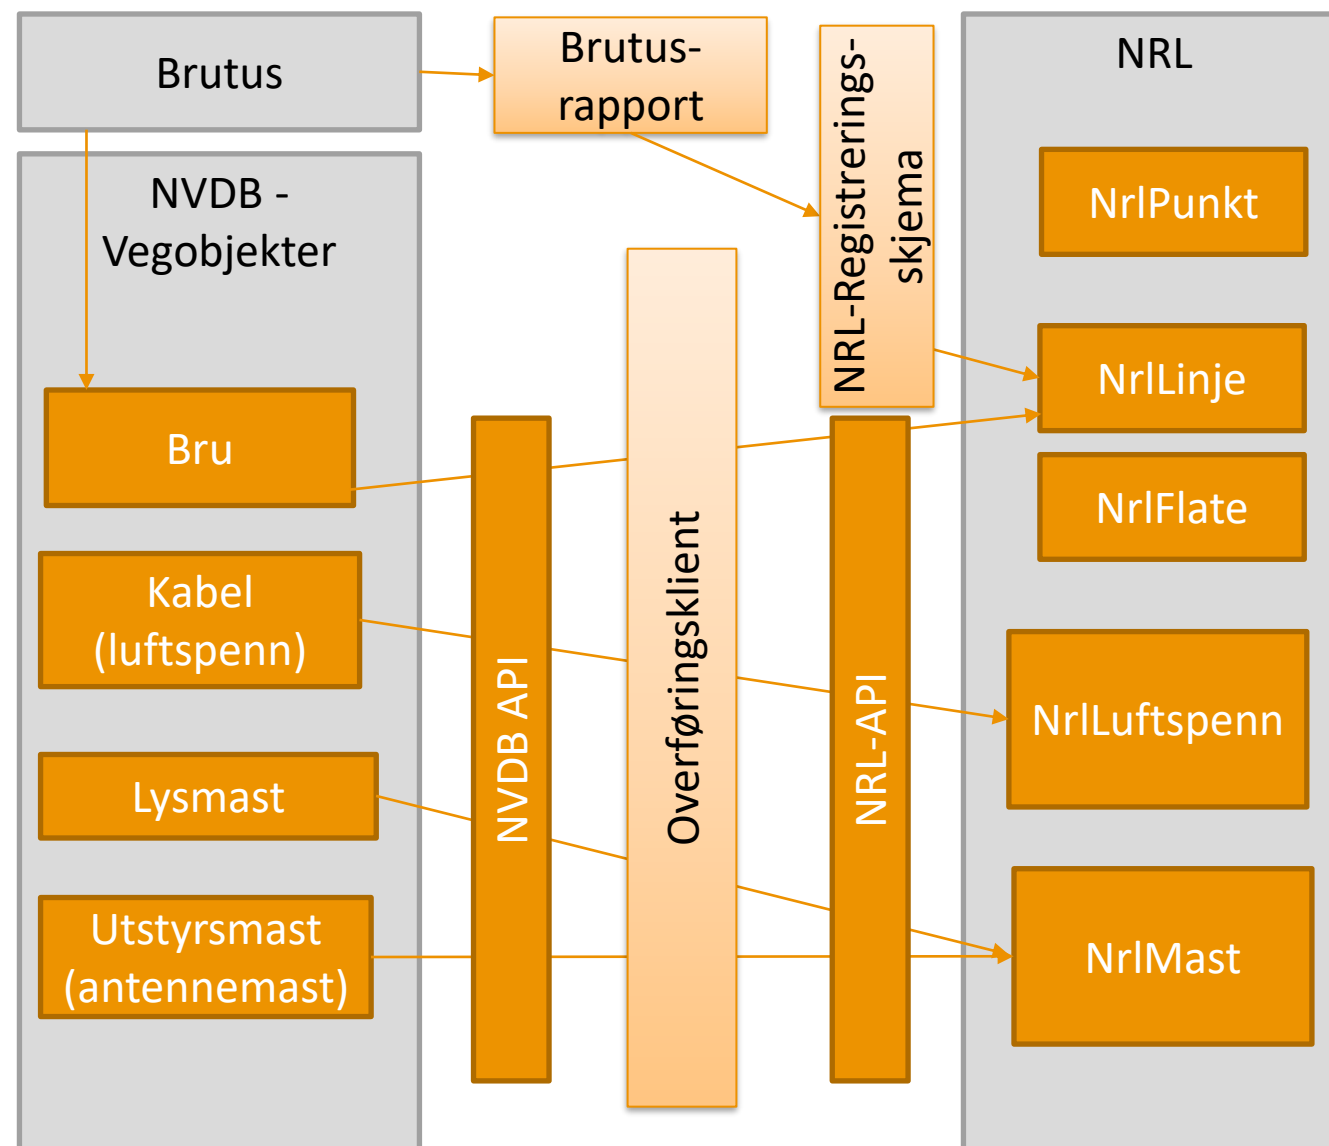 Brutus
Brutus-
rapport
NRL-Registrerings-
skjema
NRL
NVDB -
Vegobjekter
NrlPunkt
NrlLinje
Bru
NrlFlate
Kabel
(luftspenn)
NVDB API
Overføringsklient
NRL-API
NrlLuftspenn
Lysmast
Utstyrsmast
(antennemast)
NrlMast